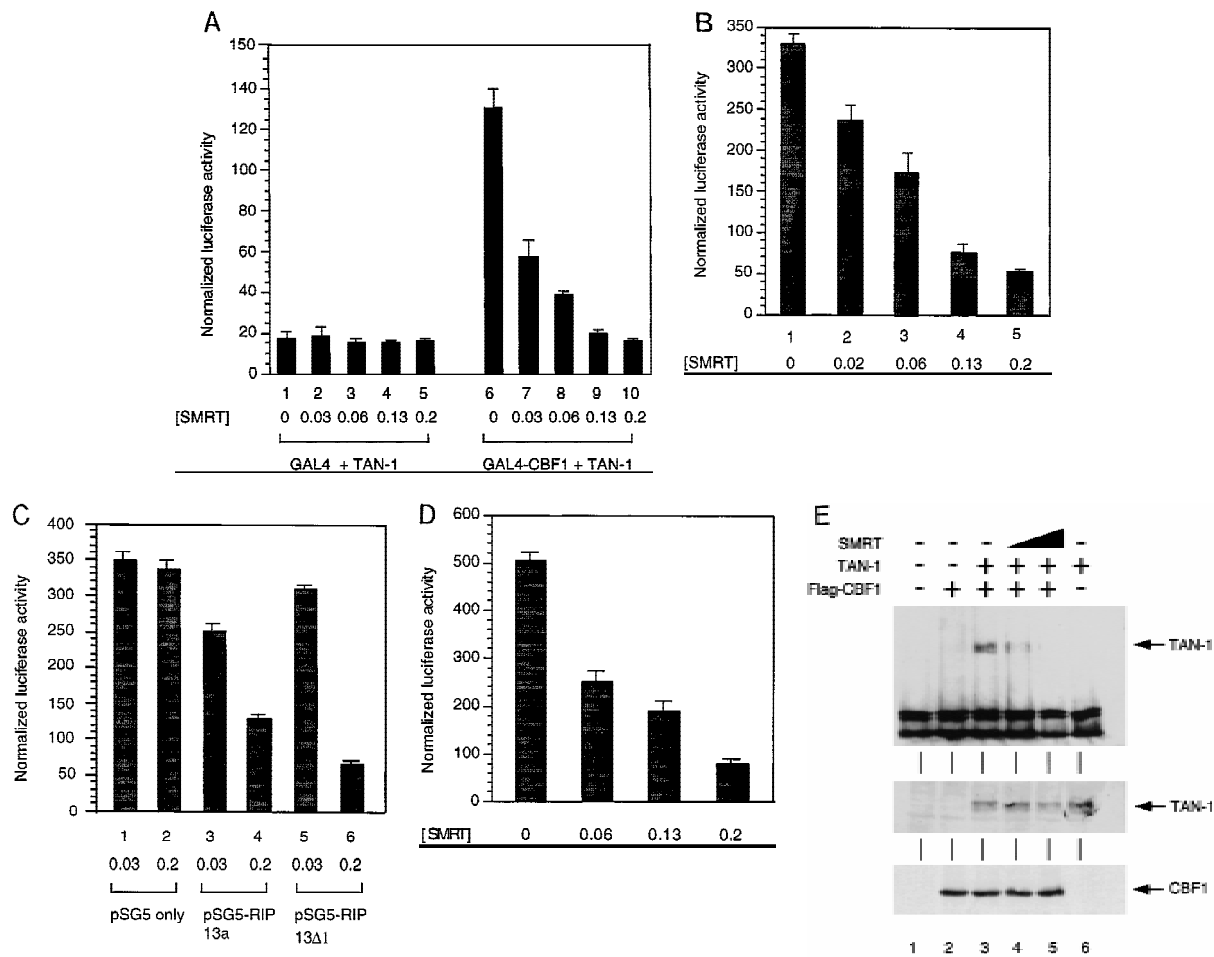 A
Normalized luciferase activity
150
140
120
100
80
60
40
20
0
1 2 3 4 5 6 7 8 9 10
[SMRT] 0 0.03 0.06 0.13 0.2 0 0.03 0.06 0.13 0.2
GAL4 + TAN-1 GAL4-CBF1 + TAN-1
B
Normalized luciferase activity
350
300
250
200
150
100
50
0
1 2 3 4 5
[SMRT] 0 0.02 0.06 0.13 0.2
C
Normalized luciferase activity
400
350
300
250
200
150
100
50
0
1 2 3 4 5 6
0.03 0.2 0.03 0.2 0.03 0.2
pSG5 only pSG5-RIP pSG5-RIP
13a 13Δ1
D
Normalized luciferase activity
600
500
400
300
200
100
0
[SMRT] 0 0.06 0.13 0.2
E
SMRT - - - -
TAN-1 - - + + + +
Flag-CBF1 - + + + + -
TAN-1
TAN-1
CBF1
1 2 3 4 5 6